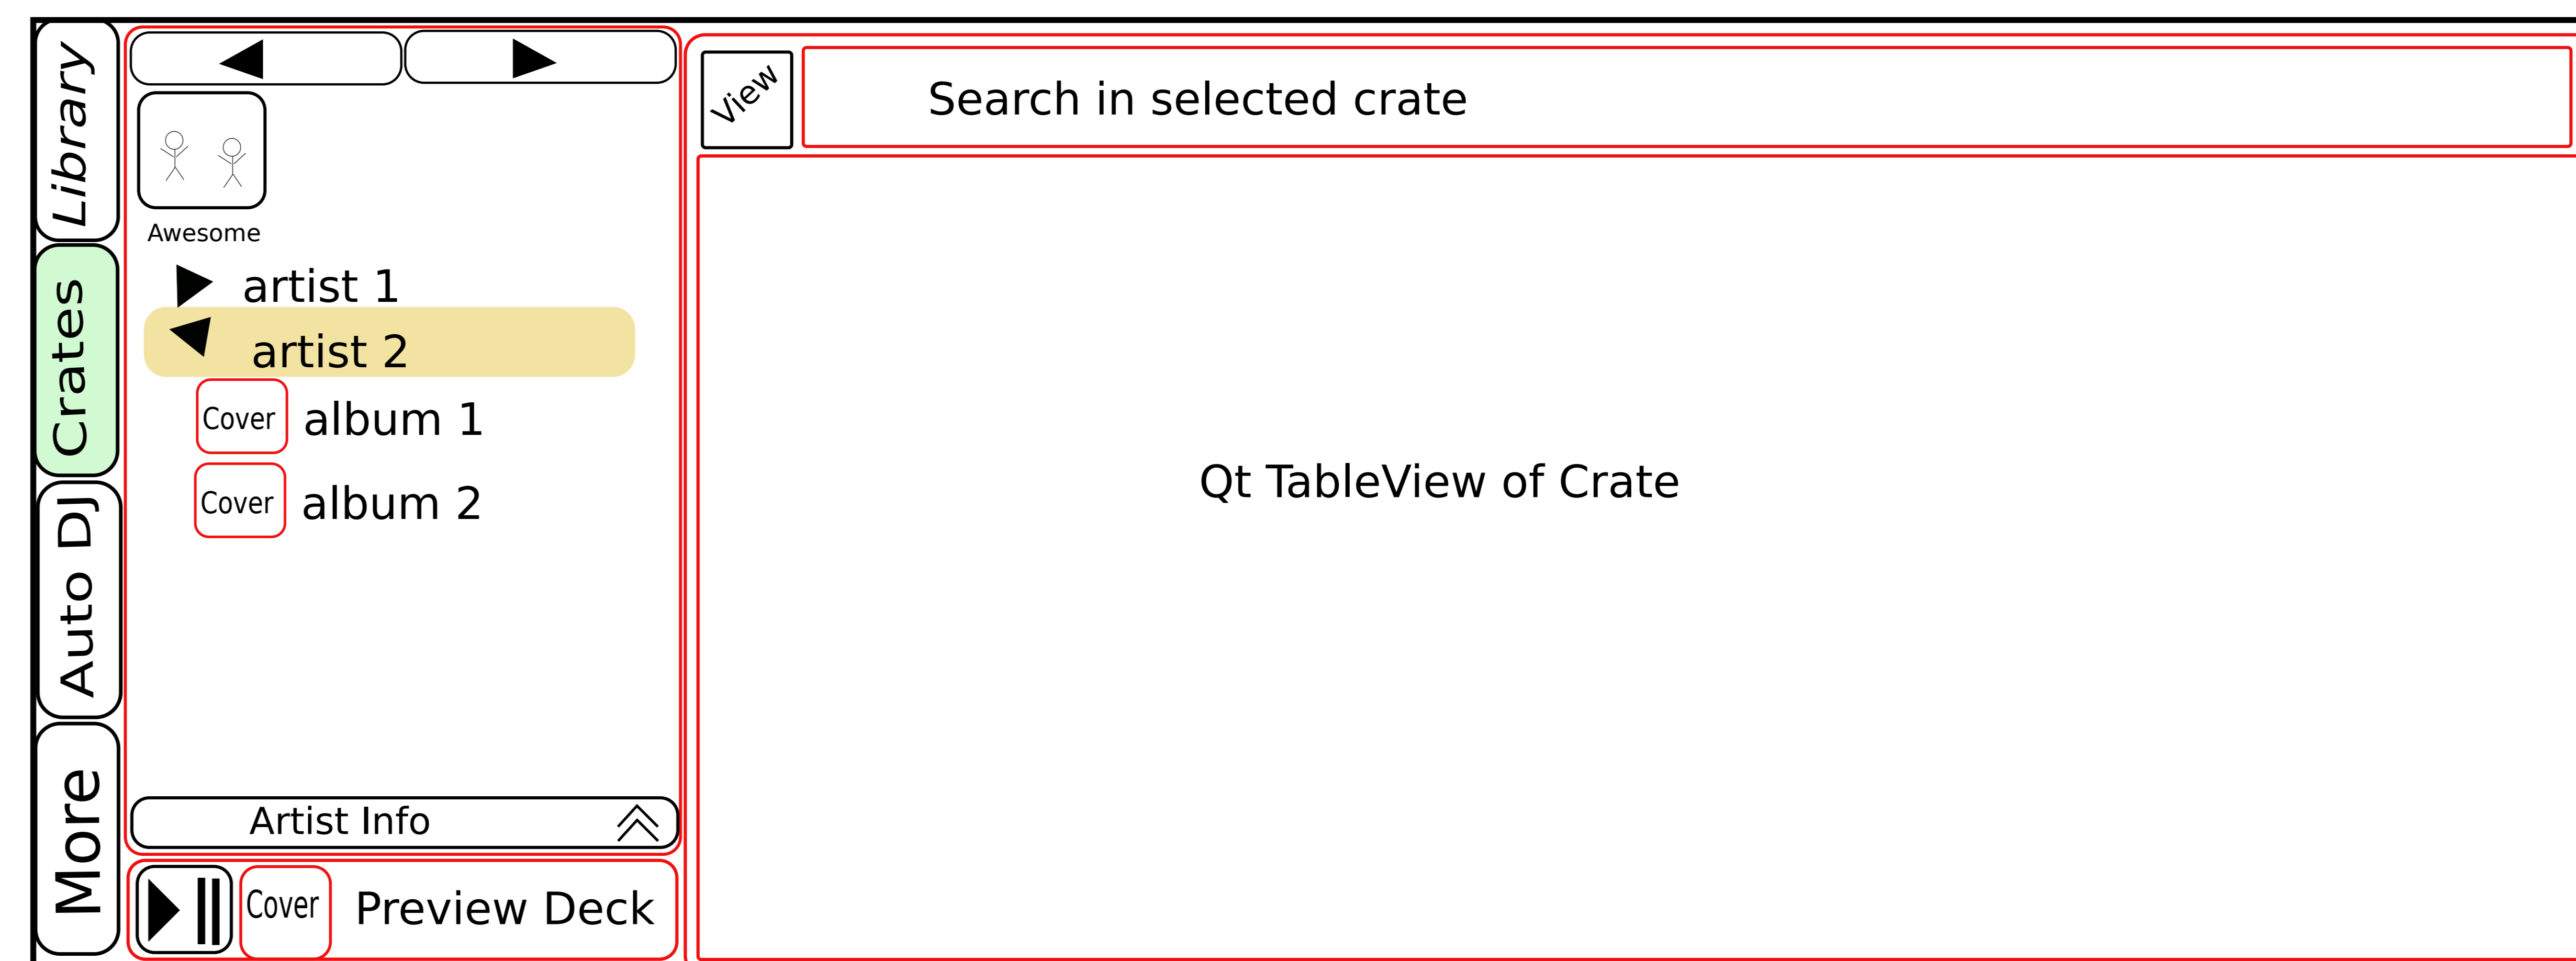 Library
Crates
Auto DJ
More
Awesome
artist 1
artist 2
Cover album 1
Cover album 2
Artist Info
Cover Preview Deck
View
Search in selected crate
Qt TableView of Crate